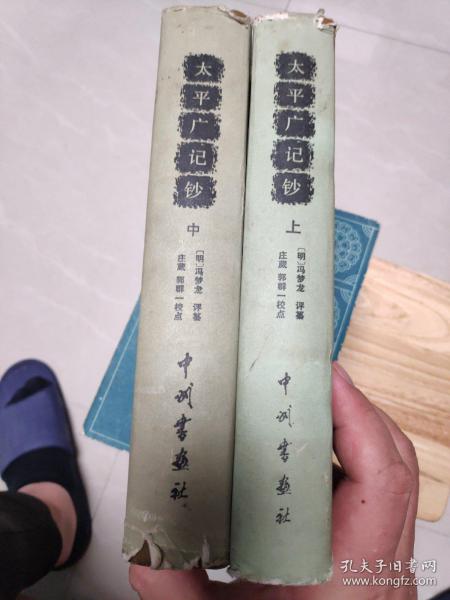 太平广记钞
中
〔明〕冯梦龙 评纂
庄葳 郭群一校点
中州书画社
太平广记钞
上
〔明〕冯梦龙 评纂
庄葳 郭群一校点
中州书画社
孔夫子旧书网
www.kongfz.com